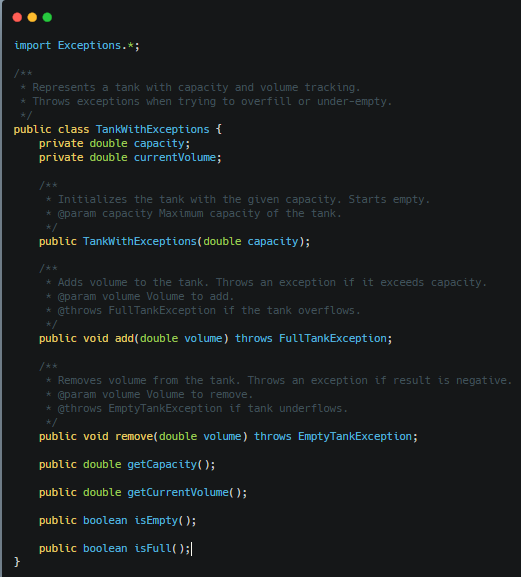 import Exceptions.*;

/**
 * Represents a tank with capacity and volume tracking.
 * Throws exceptions when trying to overfill or under-empty.
 */
public class TankWithExceptions {
    private double capacity;
    private double currentVolume;

    /**
     * Initializes the tank with the given capacity. Starts empty.
     * @param capacity Maximum capacity of the tank.
     */
    public TankWithExceptions(double capacity);

    /**
     * Adds volume to the tank. Throws an exception if it exceeds capacity.
     * @param volume Volume to add.
     * @throws FullTankException if the tank overflows.
     */
    public void add(double volume) throws FullTankException;

    /**
     * Removes volume from the tank. Throws an exception if result is negative.
     * @param volume Volume to remove.
     * @throws EmptyTankException if tank underflows.
     */
    public void remove(double volume) throws EmptyTankException;

    public double getCapacity();

    public double getCurrentVolume();

    public boolean isEmpty();

    public boolean isFull();
}